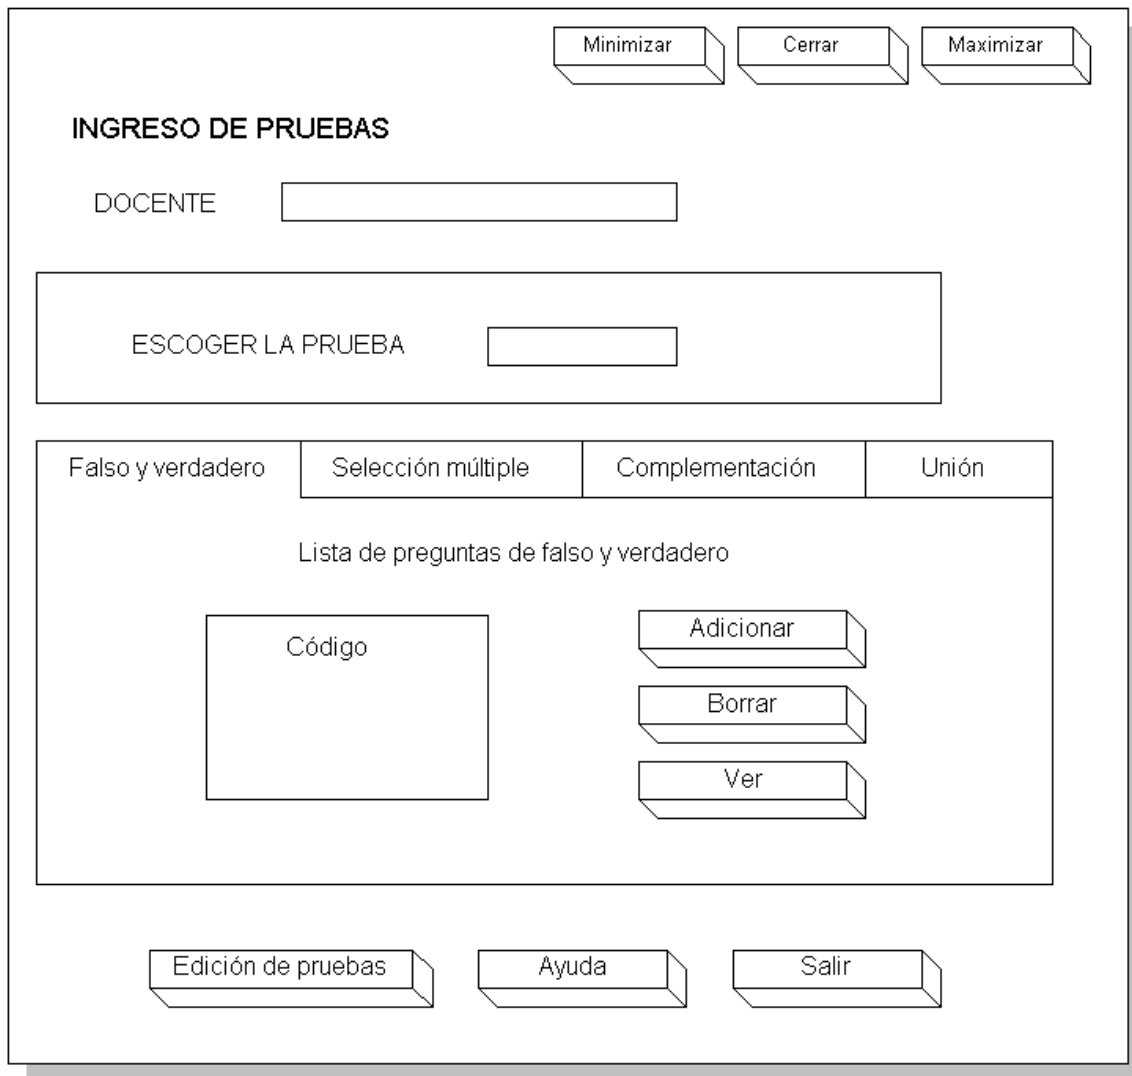 Minimizar Cerrar Maximizar
INGRESO DE PRUEBAS
DOCENTE
ESCOGER LA PRUEBA
Falso y verdadero Selección múltiple Complementación Unión
Lista de preguntas de falso y verdadero
Código
Adicionar
Borrar
Ver
Edición de pruebas Ayuda Salir